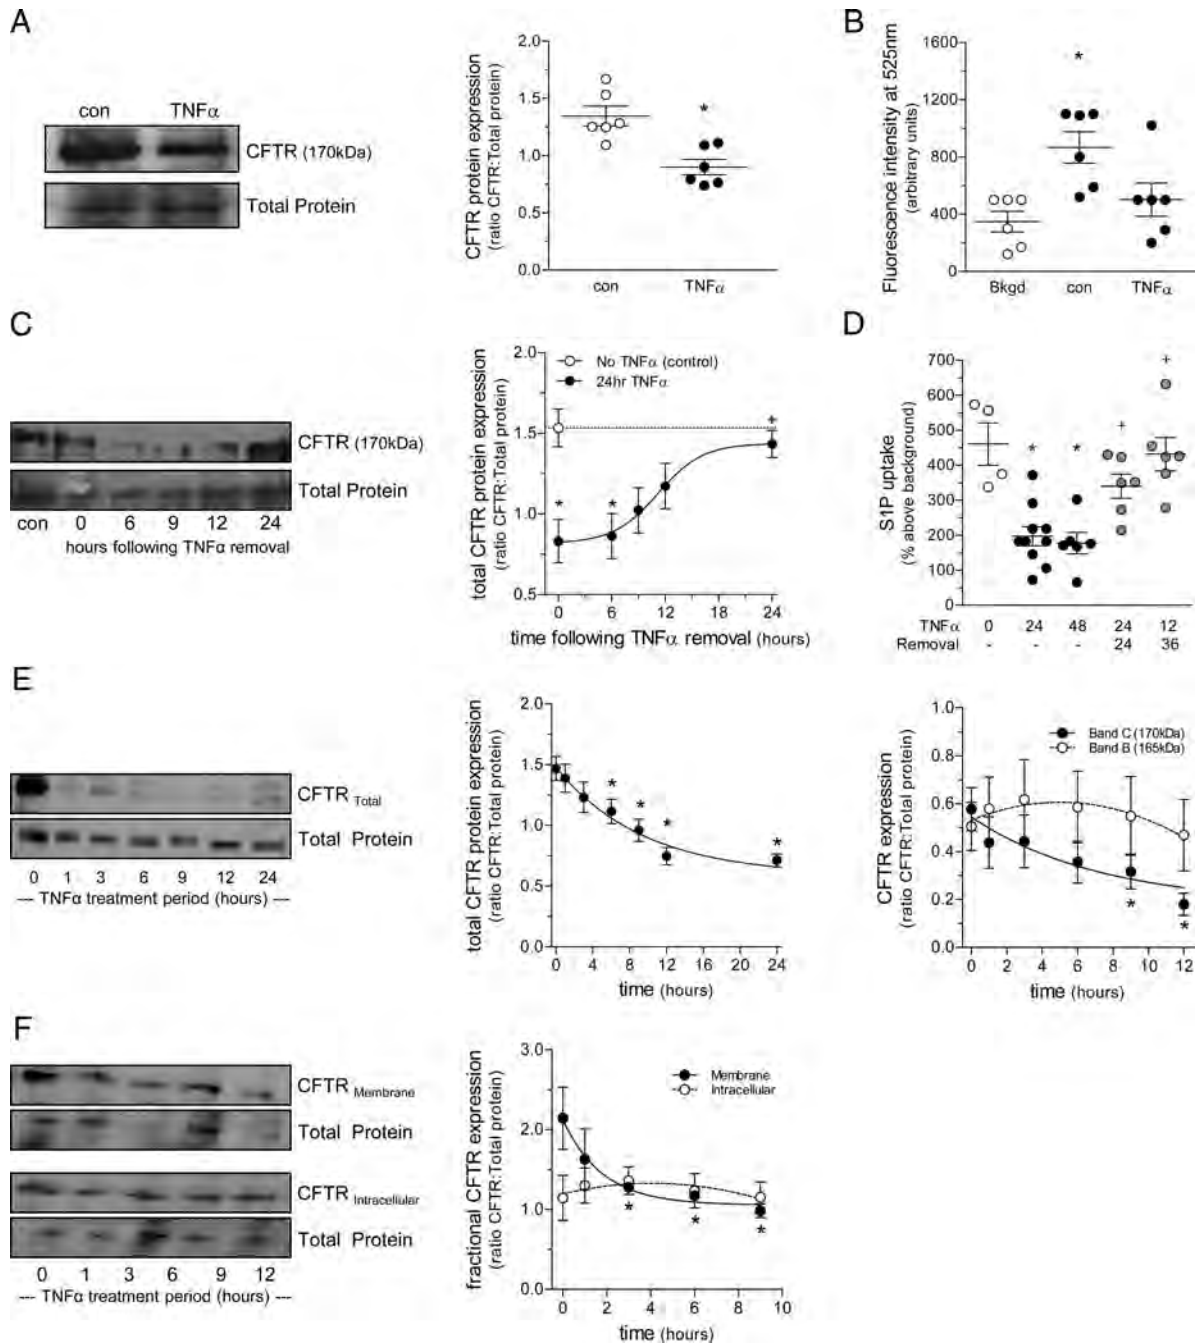 A
con TNFα
CFTR (170kDa)
Total Protein
CFTR protein expression
(ratio CFTR:Total protein)
2.0
1.5
1.0
0.5
0.0
*
con TNFα
B
Fluorescence intensity at 525nm
(arbitrary units)
1600
1200
800
400
0
*
Bkgd con TNFα
C
CFTR (170kDa)
Total Protein
con 0 6 9 12 24
hours following TNFα removal
total CFTR protein expression
(ratio CFTR:Total protein)
2.0
1.5
1.0
0.5
No TNFα (control)
24hr TNFα
* * +
0 6 12 18 24
time following TNFα removal (hours)
D
S1P uptake
(% above background)
700
600
500
400
300
200
100
0
* * + +
TNFα 0 24 48 24 12
Removal - - - 24 36
E
CFTR Total
Total Protein
0 1 3 6 9 12 24
--- TNFα treatment period (hours) ---
total CFTR protein expression
(ratio CFTR:Total protein)
2.0
1.5
1.0
0.5
0.0
* * * *
0 4 8 12 16 20 24
time (hours)
CFTR expression
(ratio CFTR:Total protein)
1.0
0.8
0.6
0.4
0.2
0.0
Band C (170kDa)
Band B (165kDa)
* *
0 2 4 6 8 10 12
time (hours)
F
CFTR Membrane
Total Protein
CFTR Intracellular
Total Protein
0 1 3 6 9 12
--- TNFα treatment period (hours) ---
fractional CFTR expression
(ratio CFTR:Total protein)
3.0
2.0
1.0
0.0
Membrane
Intracellular
* * *
0 2 4 6 8 10
time (hours)